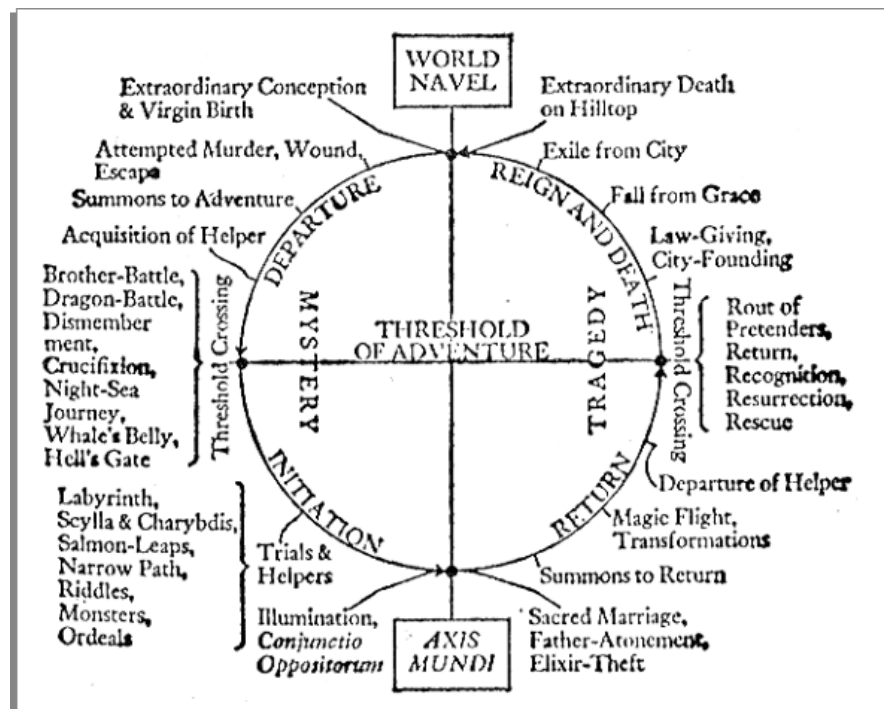 WORLD
NAVEL
Extraordinary Conception
& Virgin Birth
Extraordinary Death
on Hilltop
Attempted Murder, Wound,
Escape
Exile from City
Summons to Adventure
Fall from Grace
Acquisition of Helper
Law-Giving,
City-Founding
DEPARTURE
REIGN AND DEATH
Brother-Battle,
Dragon-Battle,
Dismember
ment,
Crucifixion,
Night-Sea
Journey,
Whale's Belly,
Hell's Gate
Threshold Crossing
MYSTERY
THRESHOLD
OF ADVENTURE
TRAGEDY
Threshold Crossing
Rout of
Pretenders,
Return,
Recognition,
Resurrection,
Rescue
INITIATION
RETURN
Departure of Helper
Labyrinth,
Scylla & Charybdis,
Salmon-Leaps,
Narrow Path,
Riddles,
Monsters,
Ordeals
Trials &
Helpers
Magic Flight,
Transformations
Summons to Return
Illumination,
Conjunctio
Oppositorum
AXIS
MUNDI
Sacred Marriage,
Father-Atonement,
Elixir-Theft